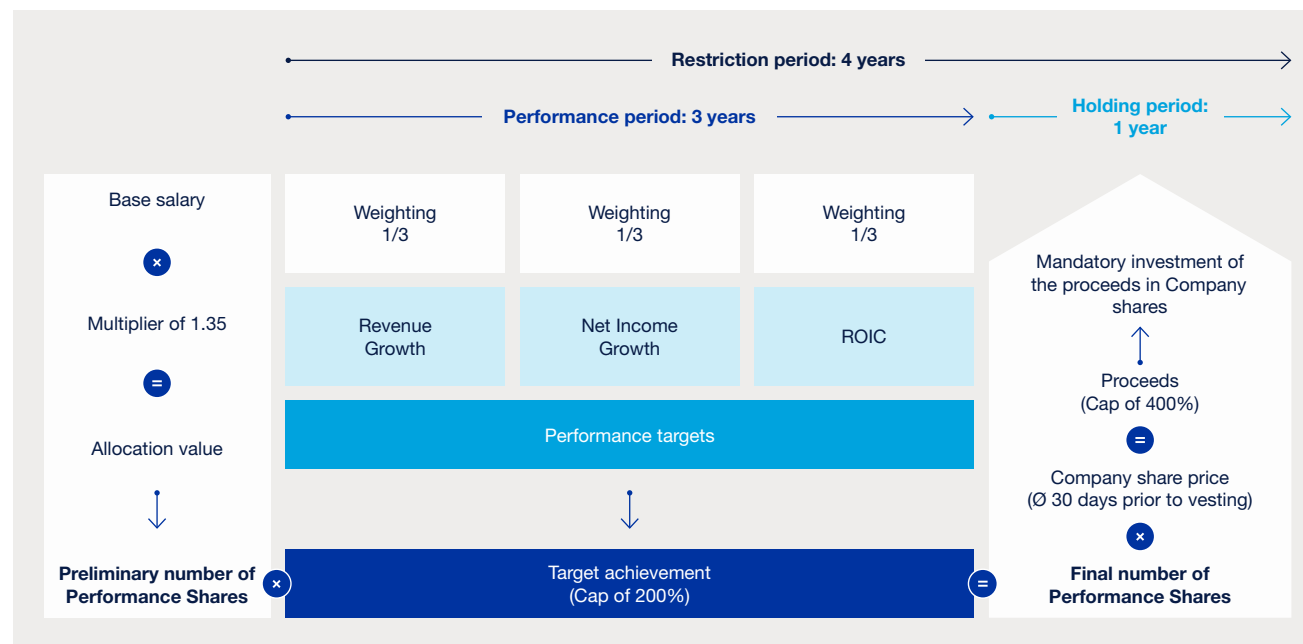 Restriction period: 4 years
Performance period: 3 years
Holding period:
1 year
Base salary
×
Multiplier of 1.35
=
Allocation value
Preliminary number of
Performance Shares
×
Weighting
1/3
Weighting
1/3
Weighting
1/3
Revenue
Growth
Net Income
Growth
ROIC
Performance targets
Target achievement
(Cap of 200%)
=
Mandatory investment of
the proceeds in Company
shares
Proceeds
(Cap of 400%)
=
Company share price
(Ø 30 days prior to vesting)
×
Final number of
Performance Shares